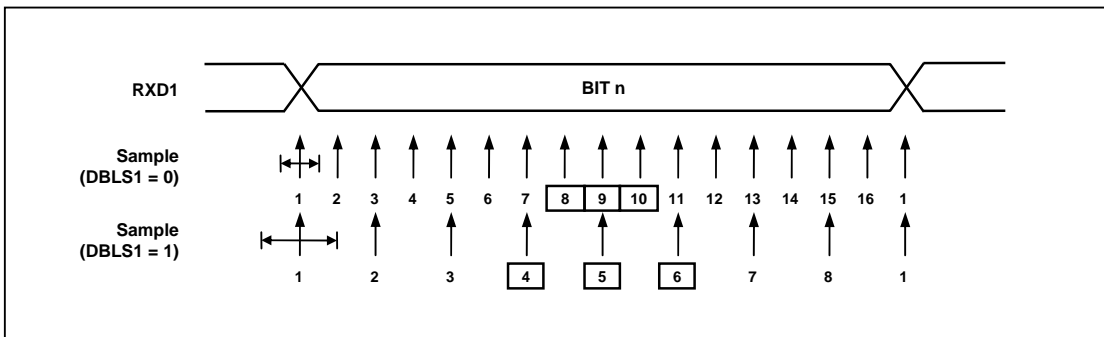 RXD1
BIT n
Sample
(DBLS1 = 0)
1 2 3 4 5 6 7 8 9 10 11 12 13 14 15 16 1
Sample
(DBLS1 = 1)
1 2 3 4 5 6 7 8 1